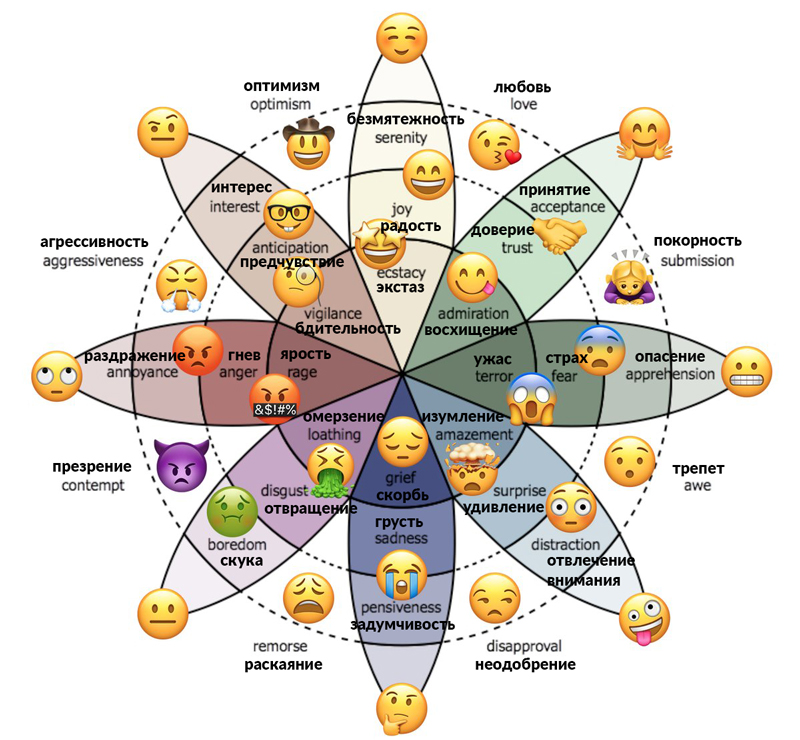 оптимизм
optimism
любовь
love
безмятежность
serenity
интерес
interest
принятие
acceptance
joy
радость
доверие
trust
агрессивность
aggressiveness
anticipation
предчувствие
покорность
submission
ecstacy
экстаз
vigilance
бдительность
admiration
восхищение
раздражение
annoyance
гнев
anger
ярость
rage
ужас
terror
страх
fear
опасение
apprehension
&$!#%
омерзение
loathing
изумление
amazement
презрение
contempt
grief
скорбь
трепет
awe
disgust
отвращение
surprise
удивление
грусть
sadness
boredom
скука
distraction
отвлечение
внимания
pensiveness
задумчивость
remorse
раскаяние
disapproval
неодобрение